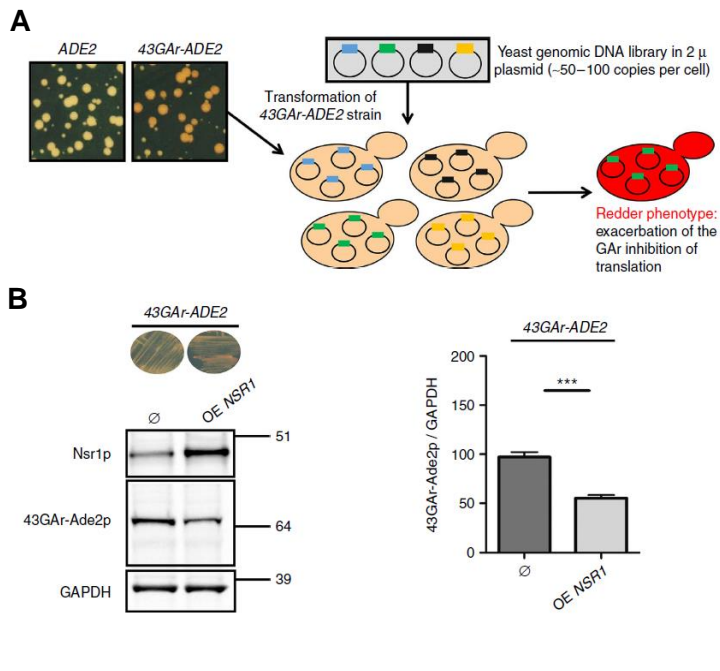 A
ADE2
43GAr-ADE2
Yeast genomic DNA library in 2 μ
plasmid (~50–100 copies per cell)
Transformation of
43GAr-ADE2 strain
Redder phenotype:
exacerbation of the
GAr inhibition of
translation
B
43GAr-ADE2
∅
OE NSR1
Nsr1p
51
43GAr-Ade2p
64
GAPDH
39
43GAr-ADE2
43GAr-Ade2p / GAPDH
200
150
100
50
0
***
∅
OE NSR1